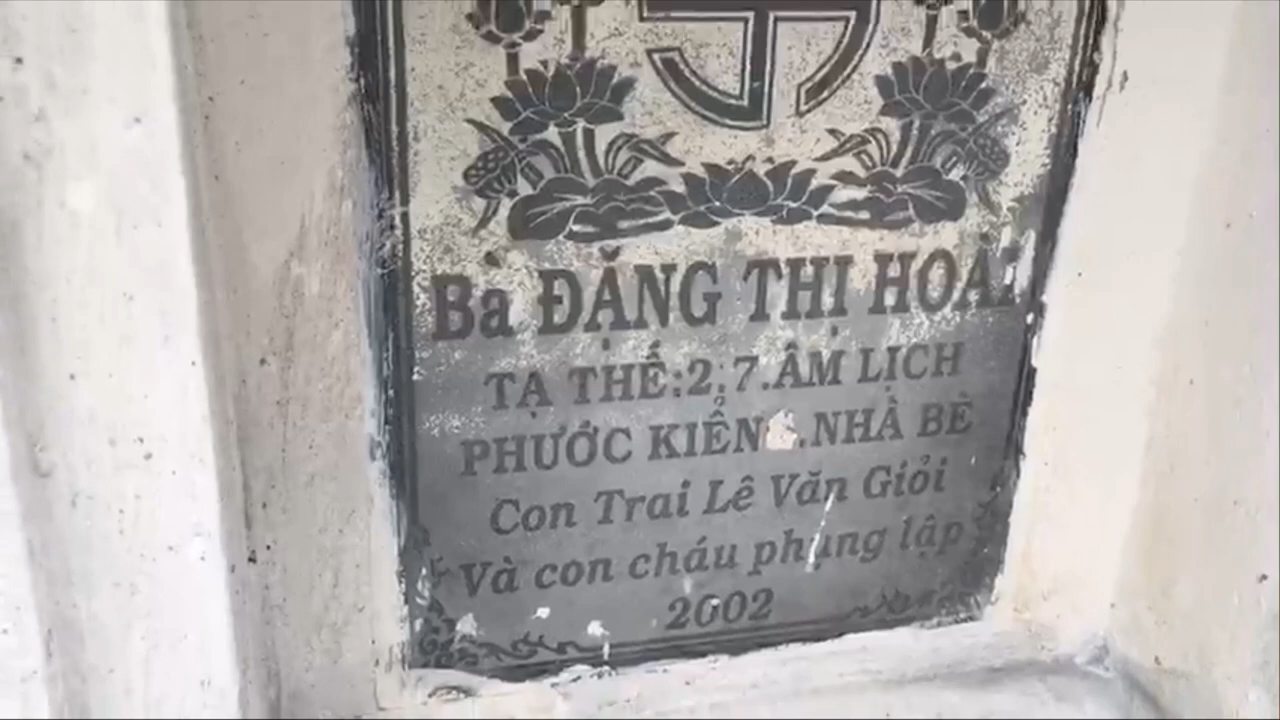 Bà ĐẶNG THỊ HOÀI
TẠ THẾ:2.7.ÂM LỊCH
PHƯỚC KIỂN.NHÀ BÈ
Con Trai Lê Văn Giỏi
Và con cháu phụng lập
2002